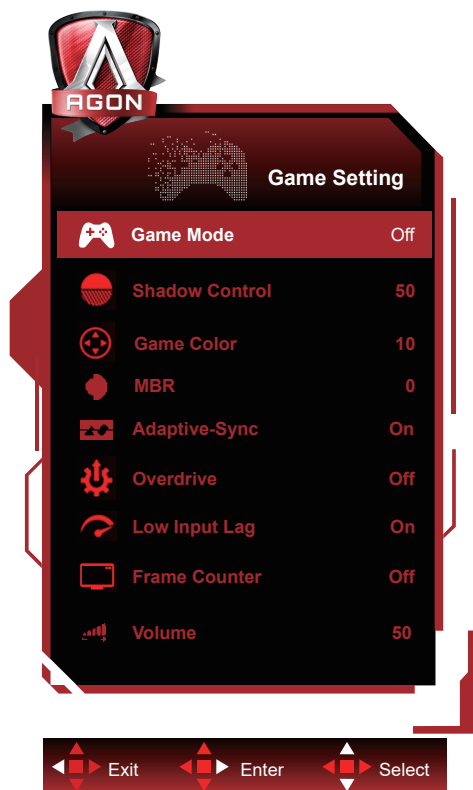 AGON
Game Setting
Game Mode Off
Shadow Control 50
Game Color 10
MBR 0
Adaptive-Sync On
Overdrive Off
Low Input Lag On
Frame Counter Off
Volume 50
Exit Enter Select